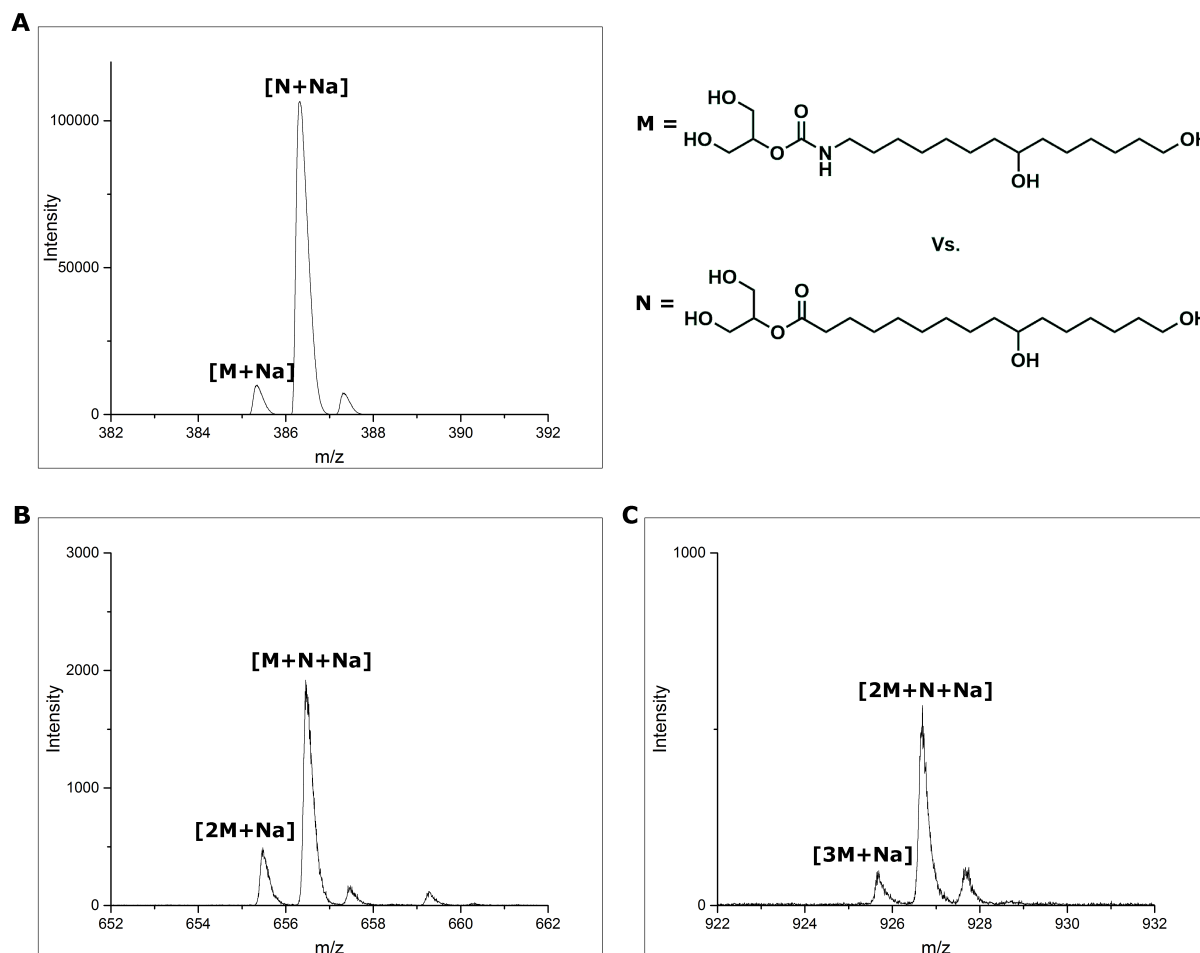 A
[N+Na]
[M+Na]
Intensity
100000
50000
0
382
384
386
388
390
392
m/z
M =
HO
HO
O
O
N
H
OH
OH
Vs.
N =
HO
HO
O
O
OH
OH
B
3000
2000
1000
0
Intensity
[M+N+Na]
[2M+Na]
652
654
656
658
660
662
m/z
C
1000
0
Intensity
[2M+N+Na]
[3M+Na]
922
924
926
928
930
932
m/z